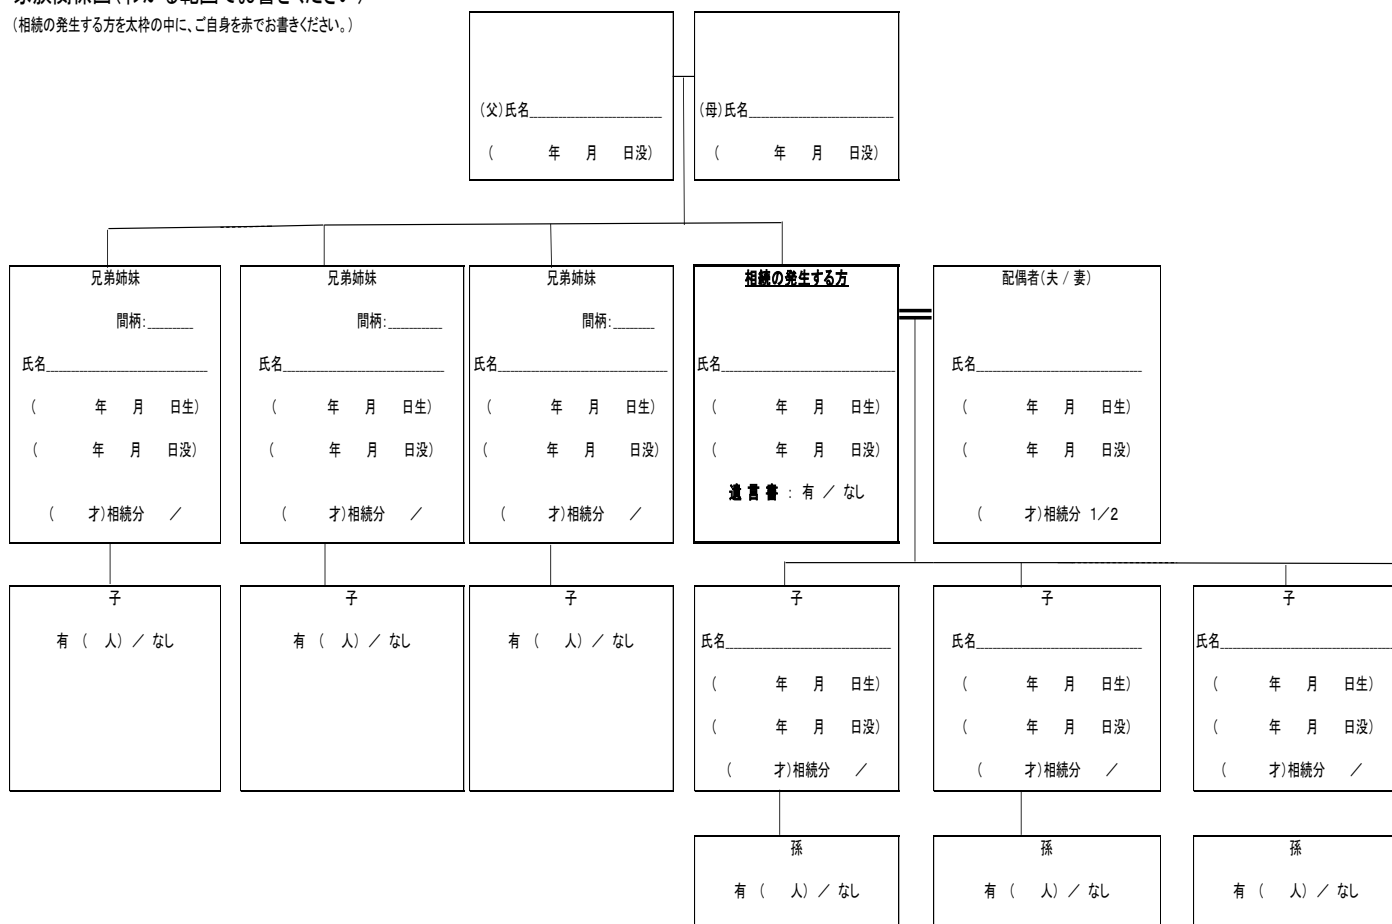 (相続の発生する方を太枠の中に、ご自身を赤でお書きください。)
(父)氏名
(　　年　月　日没)
(母)氏名
(　　年　月　日没)
兄弟姉妹
間柄:
氏名
(　　年　月　日生)
(　　年　月　日没)
(　　才)相続分　／
兄弟姉妹
間柄:
氏名
(　　年　月　日生)
(　　年　月　日没)
(　　才)相続分　／
兄弟姉妹
間柄:
氏名
(　　年　月　日生)
(　　年　月　日没)
(　　才)相続分　／
相続の発生する方
氏名
(　　年　月　日生)
(　　年　月　日没)
遺言書 : 有 ／ なし
配偶者(夫 / 妻)
氏名
(　　年　月　日生)
(　　年　月　日没)
(　　才)相続分 1／2
子
有 (　人) ／ なし
子
有 (　人) ／ なし
子
有 (　人) ／ なし
子
氏名
(　　年　月　日生)
(　　年　月　日没)
(　　才)相続分　／
子
氏名
(　　年　月　日生)
(　　年　月　日没)
(　　才)相続分　／
子
氏名
(　　年　月　日生)
(　　年　月　日没)
(　　才)相続分　／
孫
有 (　人) ／ なし
孫
有 (　人) ／ なし
孫
有 (　人) ／ なし